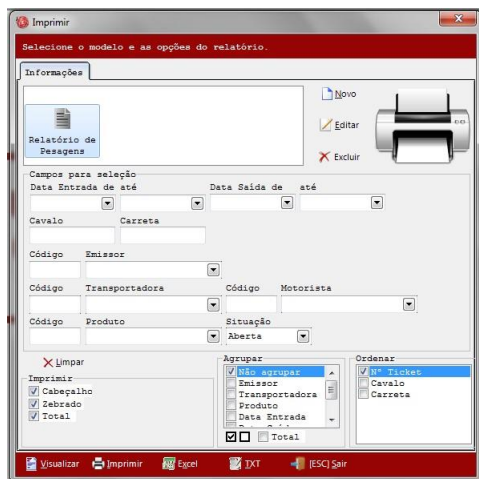 Imprimir
Selecione o modelo e as opções do relatório.
Informações
Novo
Editar
Excluir
Relatório de
Pesagens
Campos para seleção
Data Entrada de até Data Saída de até
Cavalo Carreta
Código Emissor
Código Transportadora Código Motorista
Código Produto Situação
Aberta
Limpar
Imprimir
Cabeçalho
Zebrado
Total
Agrupar
Não agrupar
Emissor
Transportadora
Produto
Data Entrada
Total
Ordenar
Nº Ticket
Cavalo
Carreta
Visualizar Imprimir Excel TXT [ESC] Sair